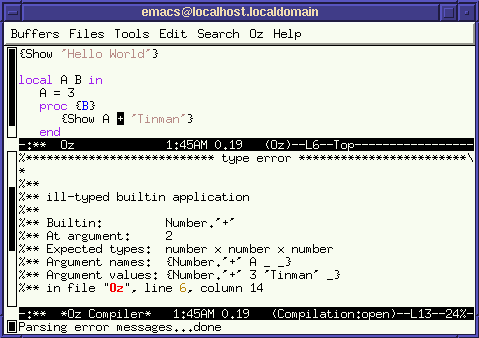 emacs@localhost.localdomain
Buffers Files Tools Edit Search Oz Help
{Show "Hello World"}
local A B in
   A = 3
   proc {B}
      {Show A + "Tinman"}
   end
-:** Oz 1:45AM 0.19 (Oz)--L6--Top-------------------
%**************************** type error *************************\
*
%**
%** ill-typed builtin application
%**
%** Builtin:         Number."+"
%** At argument:     2
%** Expected types:  number x number x number
%** Argument names:  {Number."+" A _ _}
%** Argument values: {Number."+" 3 "Tinman" _}
%** in file "Oz", line 6, column 14
-:** *Oz Compiler* 1:45AM 0.19 (Compilation:open)--L13--24%-
Parsing error messages...done